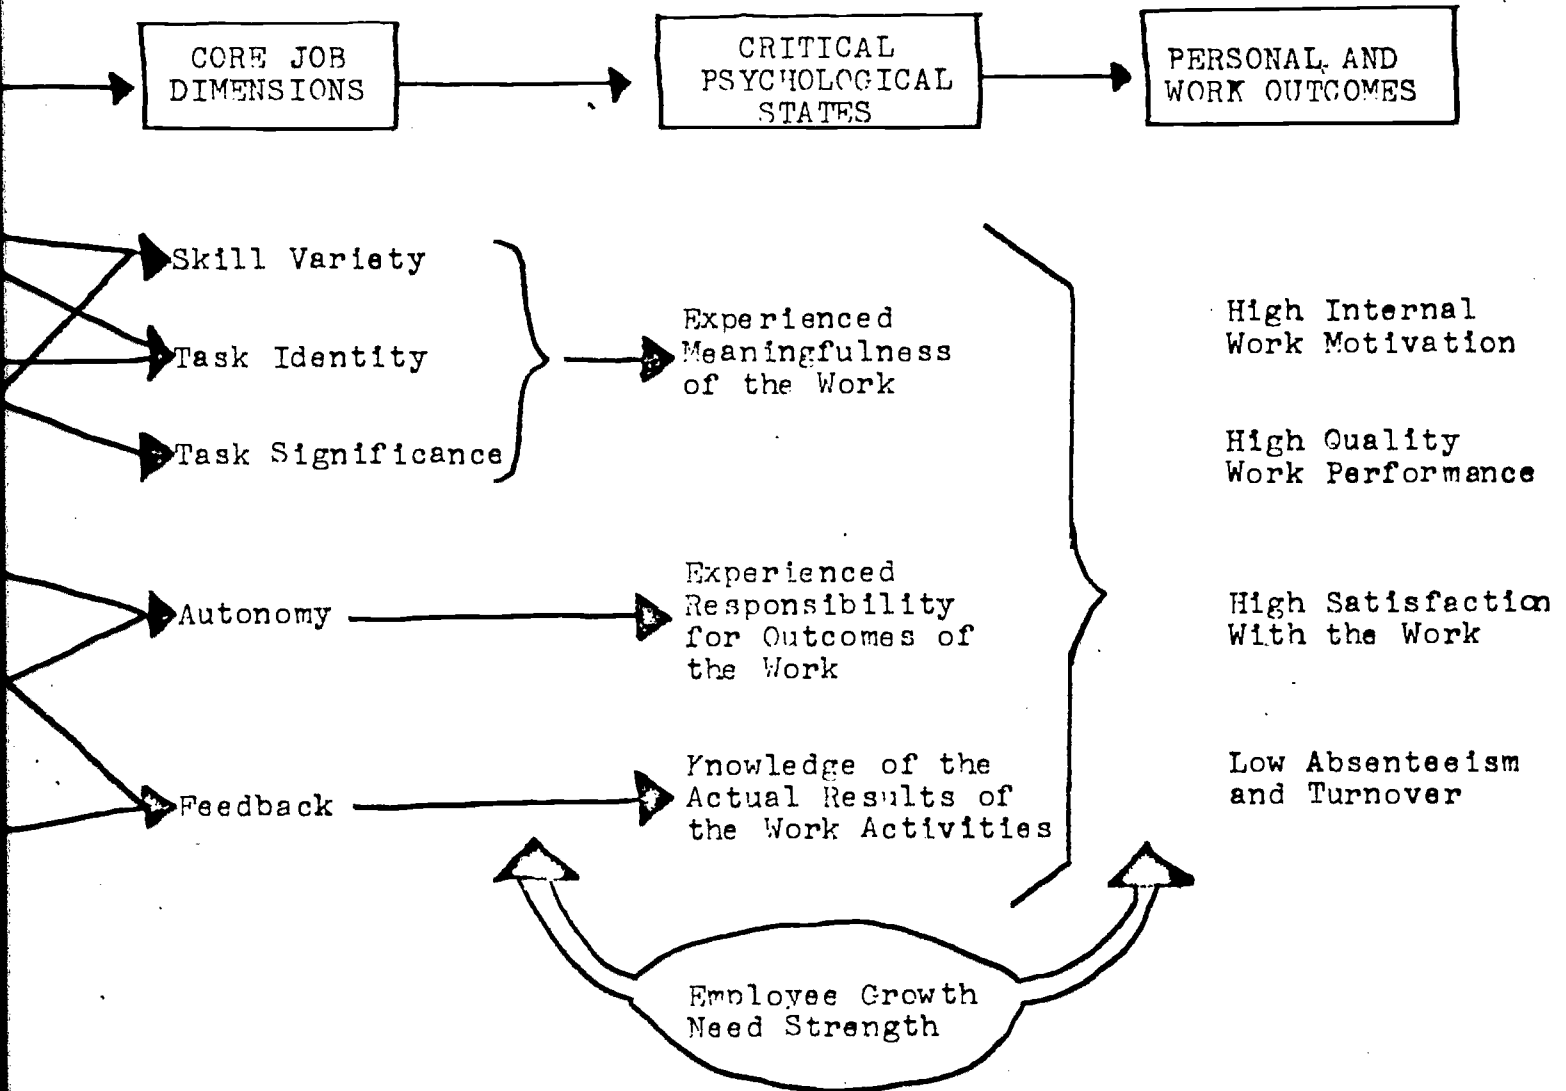 CORE JOB
DIMENSIONS
CRITICAL
PSYCHOLOGICAL
STATES
PERSONAL AND
WORK OUTCOMES
Skill Variety
Task Identity
Task Significance
Experienced
Meaningfulness
of the Work
High Internal
Work Motivation
High Quality
Work Performance
Autonomy
Experienced
Responsibility
for Outcomes of
the Work
High Satisfaction
With the Work
Feedback
Knowledge of the
Actual Results of
the Work Activities
Low Absenteeism
and Turnover
Employee Growth
Need Strength